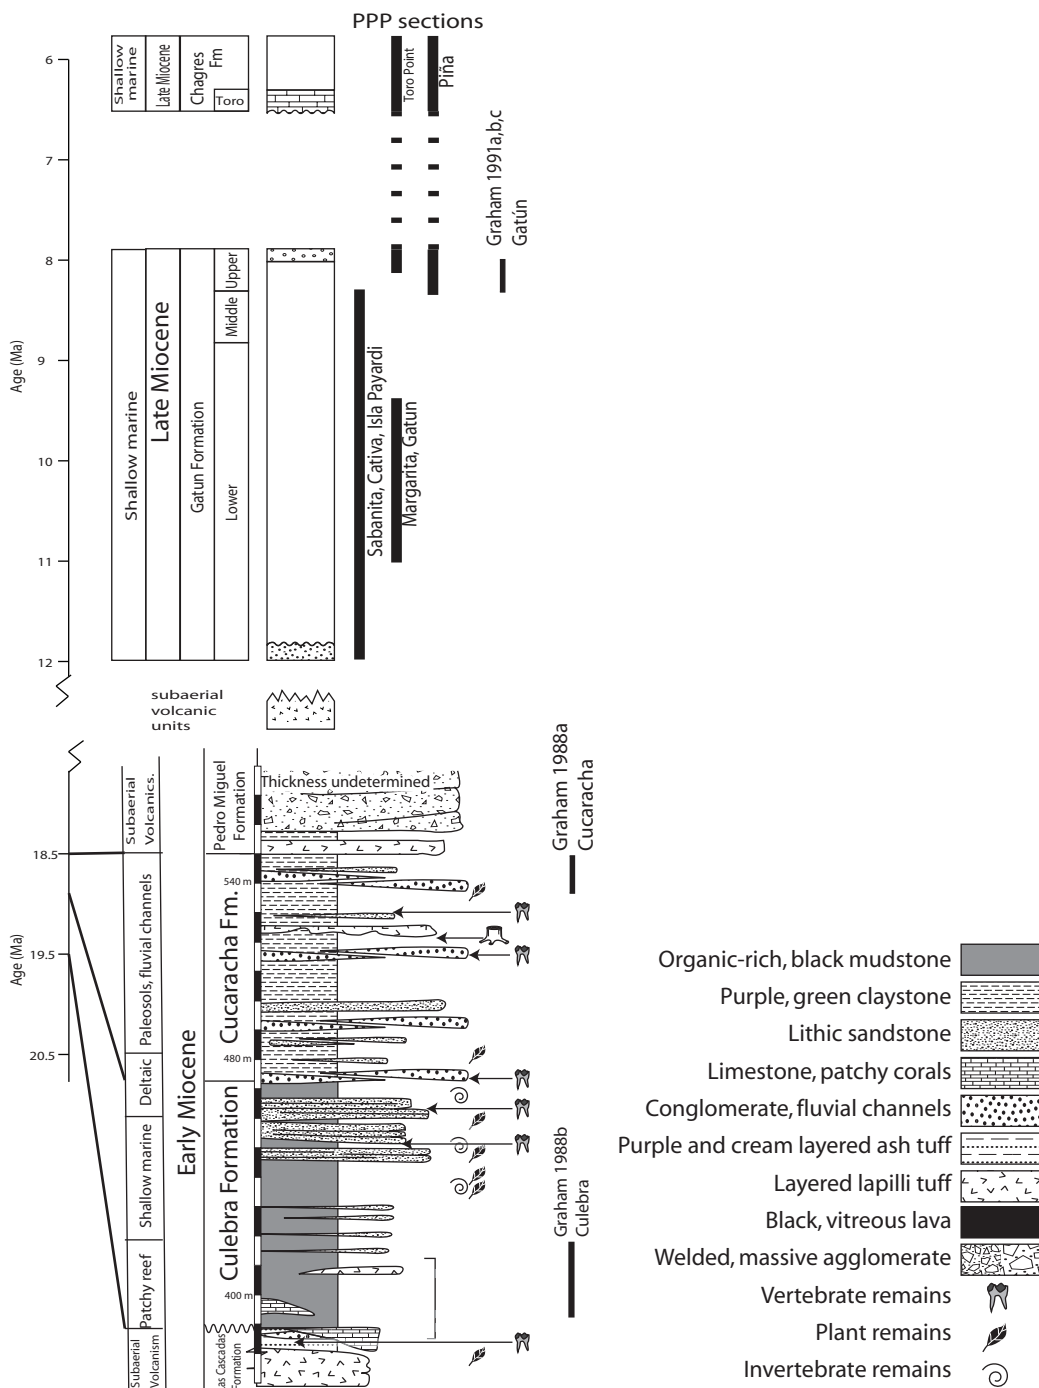 PPP sections
6
7
8
9
10
11
12
Age (Ma)
Shallow
marine
Late Miocene
Chagres
Fm
Toro
Toro Point
Piña
Graham 1991a,b,c
Gatún
Shallow marine
Late Miocene
Gatun Formation
Upper
Middle
Lower
Sabanita, Cativa, Isla Payardi
Margarita, Gatun
subaerial
volcanic
units
Graham 1988a
Cucaracha
18.5
19.5
20.5
Age (Ma)
Subaerial
Volcanics.
Paleosols, fluvial channels
Deltaic
Shallow marine
Patchy reef
Subaerial
Volcanism
Early Miocene
Pedro Miguel
Formation
Cucaracha Fm.
Culebra Formation
Las Cascadas
Formation
Thickness undetermined
540 m
480 m
400 m
Graham 1988b
Culebra
Organic-rich, black mudstone
Purple, green claystone
Lithic sandstone
Limestone, patchy corals
Conglomerate, fluvial channels
Purple and cream layered ash tuff
Layered lapilli tuff
Black, vitreous lava
Welded, massive agglomerate
Vertebrate remains
Plant remains
Invertebrate remains